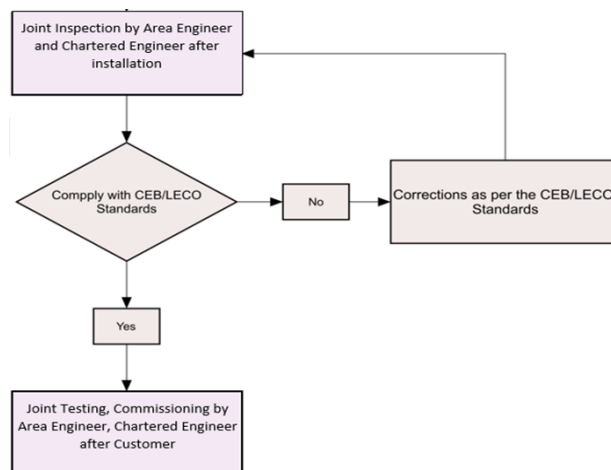 Joint Inspection by Area Engineer
and Chartered Engineer after
installation
Compply with CEB/LECO
Standards
No
Corrections as per the CEB/LECO
Standards
Yes
Joint Testing, Commissioning by
Area Engineer, Chartered Engineer
after Customer